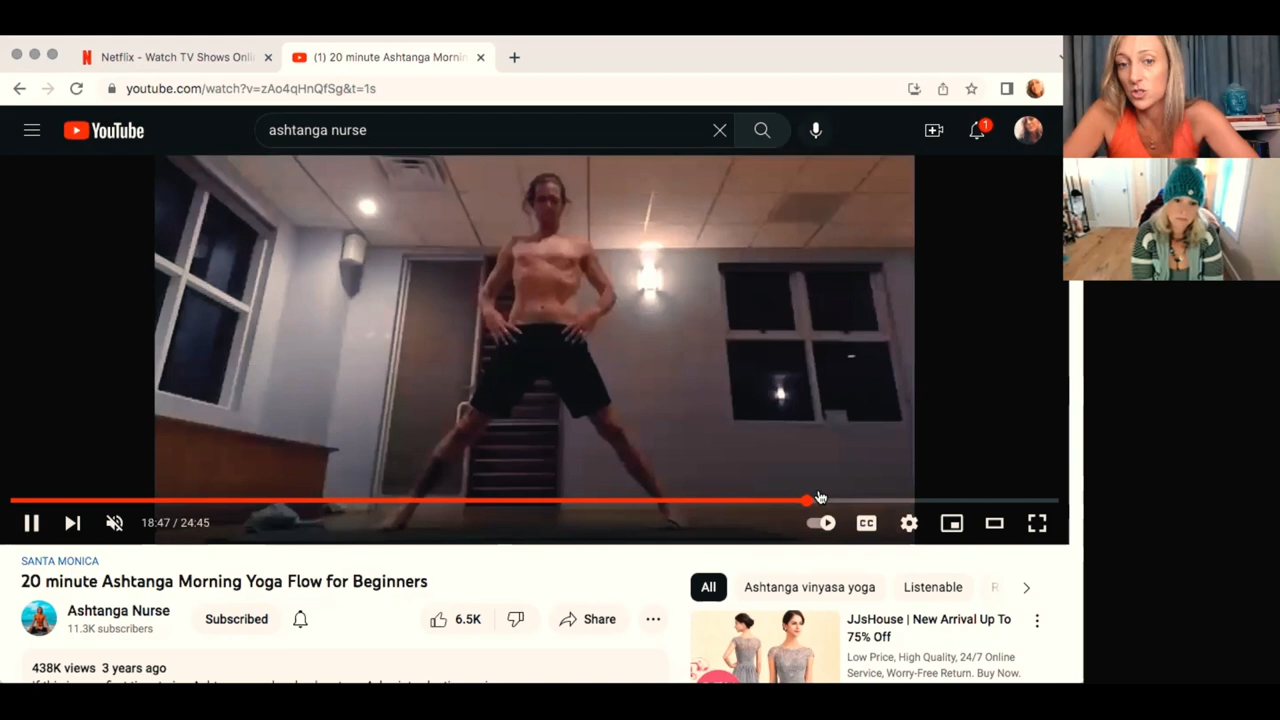 Netflix - Watch TV Shows Onli
(1) 20 minute Ashtanga Mornin
youtube.com/watch?v=zAo4qHnQfSg&t=1s
YouTube
ashtanga nurse
1
18:47 / 24:45
CC
SANTA MONICA
20 minute Ashtanga Morning Yoga Flow for Beginners
Ashtanga Nurse
11.3K subscribers
Subscribed
6.5K
Share
438K views 3 years ago
All
Ashtanga vinyasa yoga
Listenable
R
JJsHouse | New Arrival Up To
75% Off
Low Price, High Quality, 24/7 Online
Service, Worry-Free Return. Buy Now.